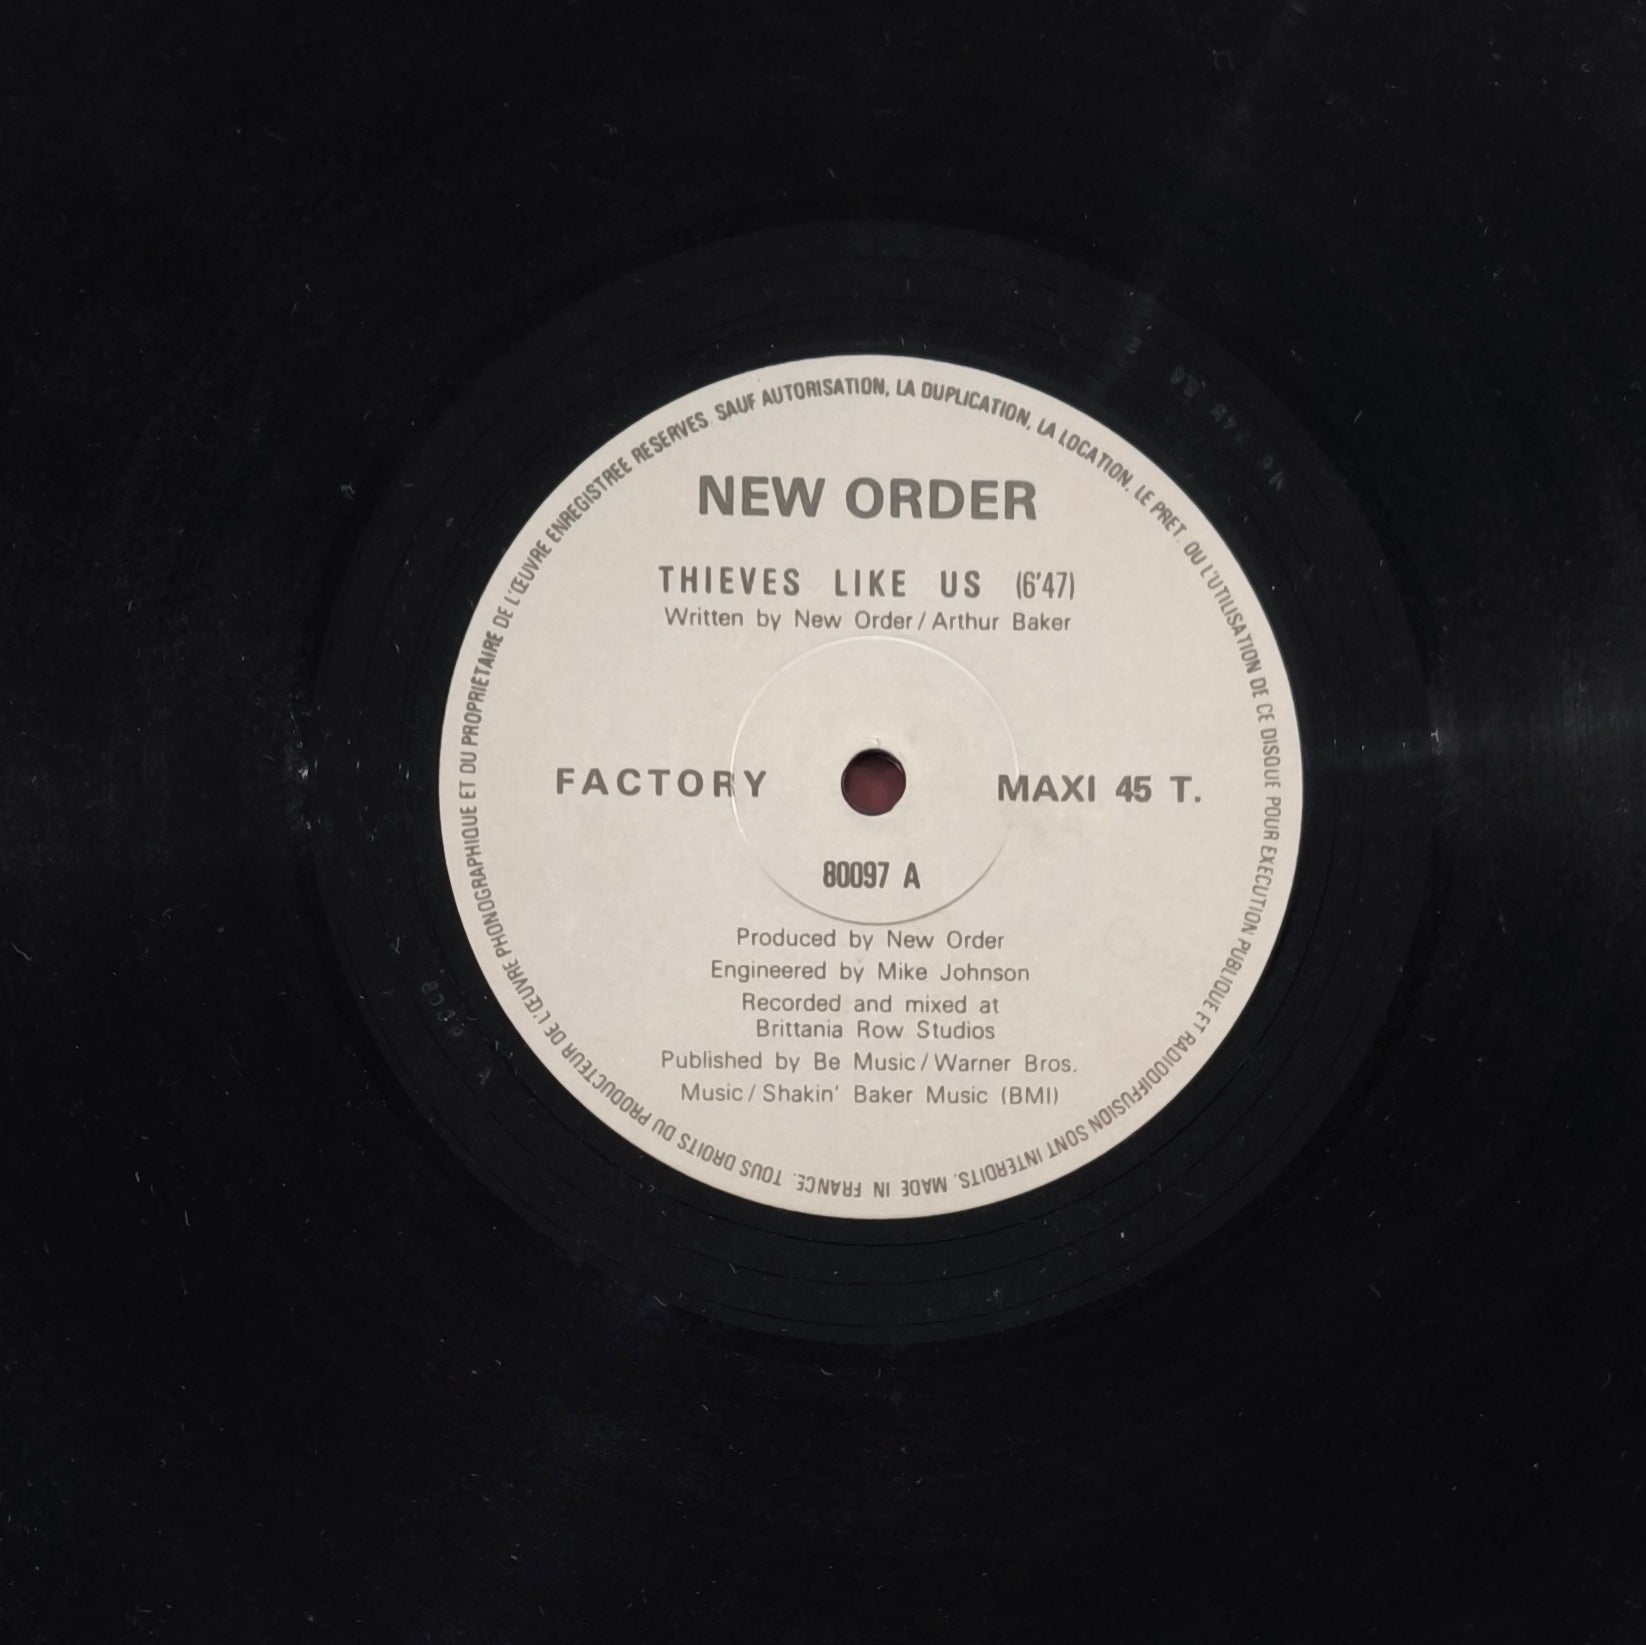 NEW ORDER
THIEVES LIKE US (6'47)
Written by New Order / Arthur Baker
FACTORY
MAXI 45 T.
80097 A
Produced by New Order
Engineered by Mike Johnson
Recorded and mixed at
Brittania Row Studios
Published by Be Music / Warner Bros.
Music / Shakin' Baker Music (BMI)
TOUS DROITS DU PRODUCTEUR DE L'ŒUVRE PHONOGRAPHIQUE ET DU PROPRIETAIRE DE L'ŒUVRE ENREGISTREE RESERVES. SAUF AUTORISATION, LA DUPLICATION, LA LOCATION, LE PRET, OU L'UTILISATION DE CE DISQUE POUR EXECUTION PUBLIQUE ET RADIODIFFUSION SONT INTERDITS. MADE IN FRANCE.